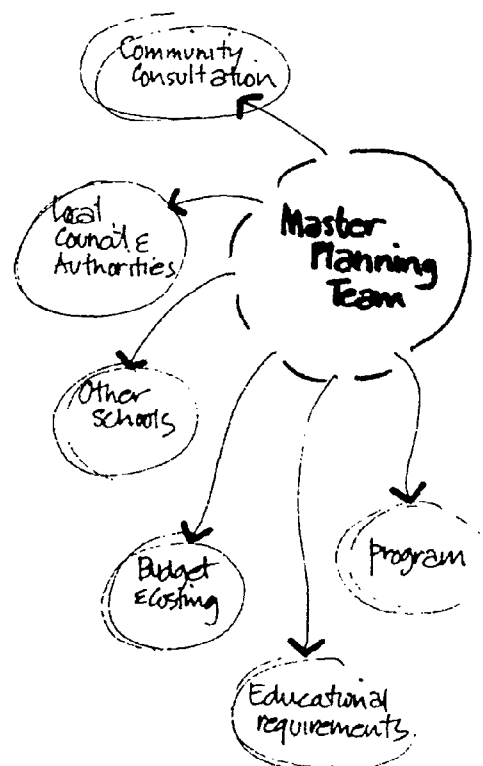 Community
Consultation
Local
Council &
Authorities
Master
Planning
Team
Other
schools
Budget
& Costing
program
Educational
requirements.